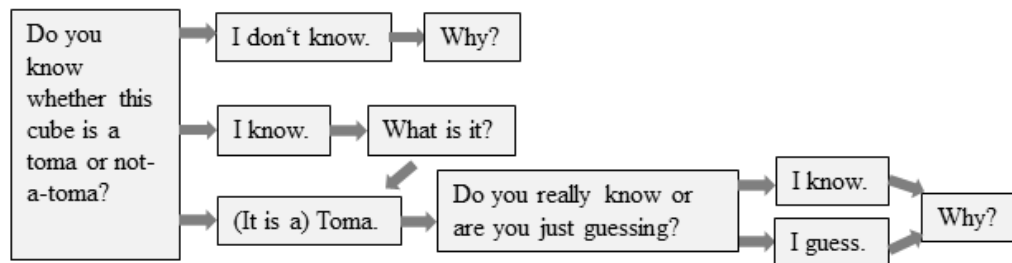 Do you
know
whether this
cube is a
toma or not-
a-toma?
I don‘t know.
Why?
I know.
What is it?
(It is a) Toma.
Do you really know or
are you just guessing?
I know.
I guess.
Why?